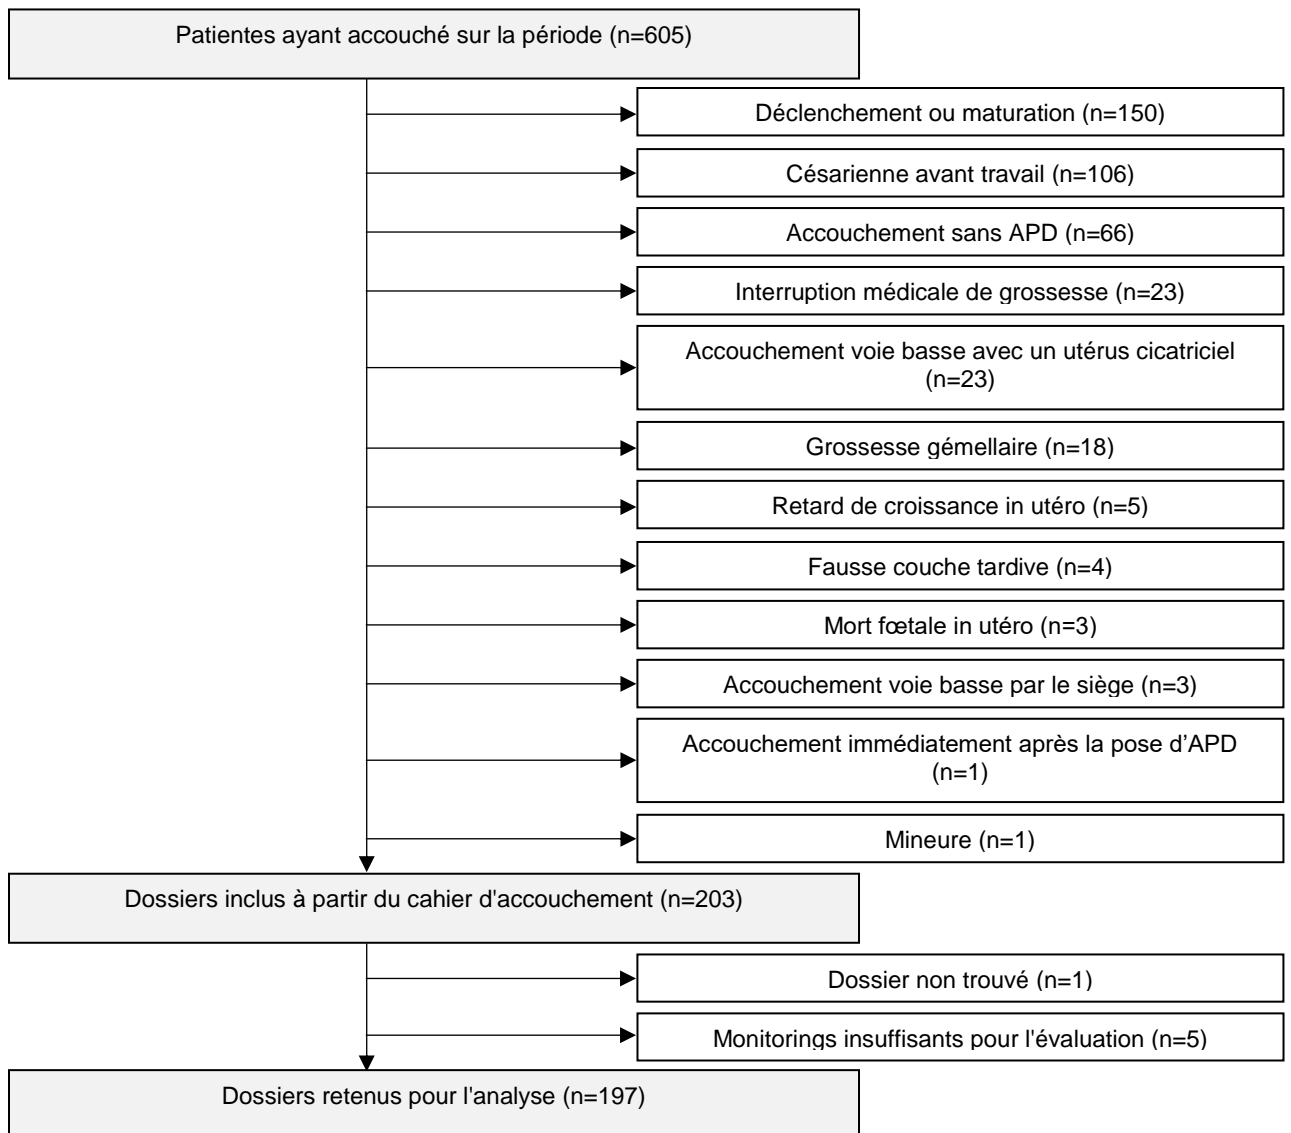 Patientes ayant accouché sur la période (n=605)
Déclenchement ou maturation (n=150)
Césarienne avant travail (n=106)
Accouchement sans APD (n=66)
Interruption médicale de grossesse (n=23)
Accouchement voie basse avec un utérus cicatriciel
(n=23)
Grossesse gémellaire (n=18)
Retard de croissance in utéro (n=5)
Fausse couche tardive (n=4)
Mort fœtale in utéro (n=3)
Accouchement voie basse par le siège (n=3)
Accouchement immédiatement après la pose d’APD
(n=1)
Mineure (n=1)
Dossiers inclus à partir du cahier d'accouchement (n=203)
Dossier non trouvé (n=1)
Monitorings insuffisants pour l'évaluation (n=5)
Dossiers retenus pour l'analyse (n=197)